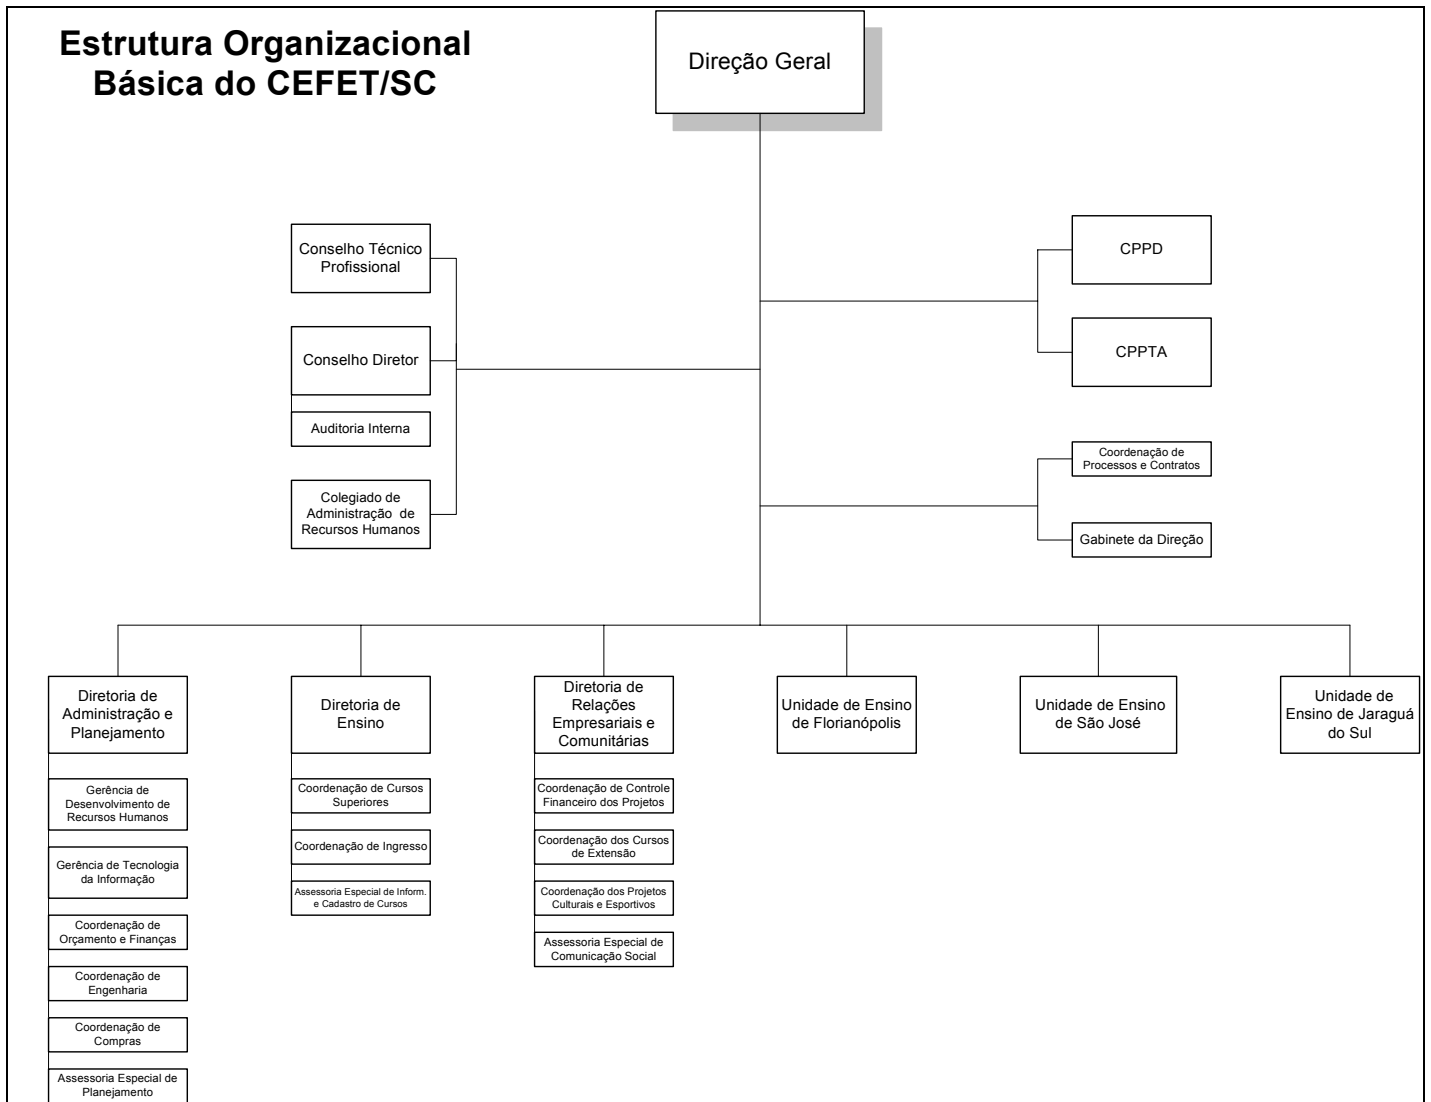 Estrutura Organizacional
Básica do CEFET/SC
Direção Geral
Conselho Técnico
Profissional
Conselho Diretor
Auditoria Interna
Colegiado de
Administração de
Recursos Humanos
CPPD
CPPTA
Coordenação de
Processos e Contratos
Gabinete da Direção
Diretoria de
Administração e
Planejamento
Gerência de
Desenvolvimento de
Recursos Humanos
Gerência de Tecnologia
da Informação
Coordenação de
Orçamento e Finanças
Coordenação de
Engenharia
Coordenação de
Compras
Assessoria Especial de
Planejamento
Diretoria de
Ensino
Coordenação de Cursos
Superiores
Coordenação de Ingresso
Assessoria Especial de Inform.
e Cadastro de Cursos
Diretoria de
Relações
Empresariais e
Comunitárias
Coordenação de Controle
Financeiro dos Projetos
Coordenação dos Cursos
de Extensão
Coordenação dos Projetos
Culturais e Esportivos
Assessoria Especial de
Comunicação Social
Unidade de Ensino
de Florianópolis
Unidade de Ensino
de São José
Unidade de
Ensino de Jaraguá
do Sul